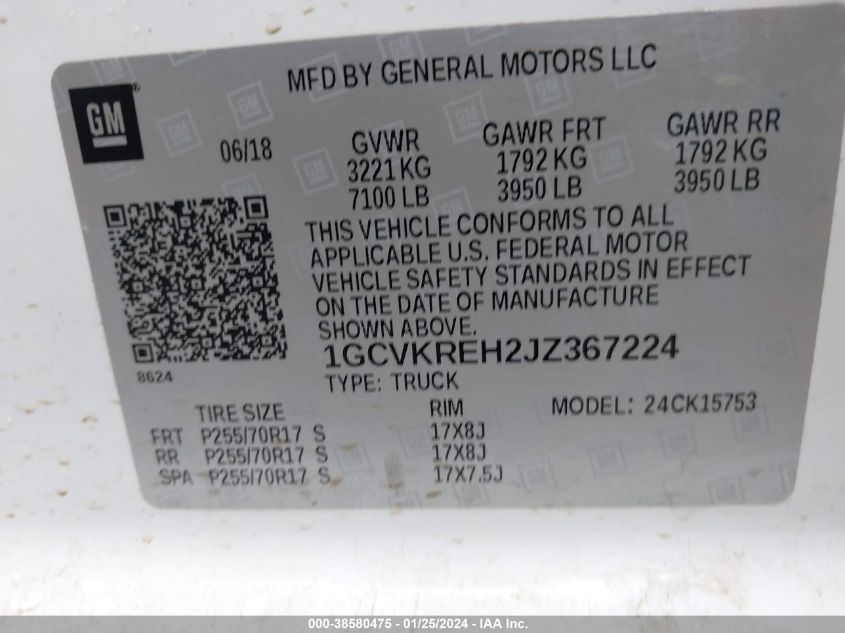 MFD BY GENERAL MOTORS LLC
GM
06/18
GVWR GAWR FRT GAWR RR
3221 KG 1792 KG 1792 KG
7100 LB 3950 LB 3950 LB
THIS VEHICLE CONFORMS TO ALL
APPLICABLE U.S. FEDERAL MOTOR
VEHICLE SAFETY STANDARDS IN EFFECT
ON THE DATE OF MANUFACTURE
SHOWN ABOVE.
1GCVKREH2JZ367224
8624
TYPE: TRUCK
TIRE SIZE RIM MODEL: 24CK15753
FRT P255/70R17 S 17X8J
RR P255/70R17 S 17X8J
SPA P255/70R17 S 17X7.5J
000-38580475 - 01/25/2024 - IAA Inc.